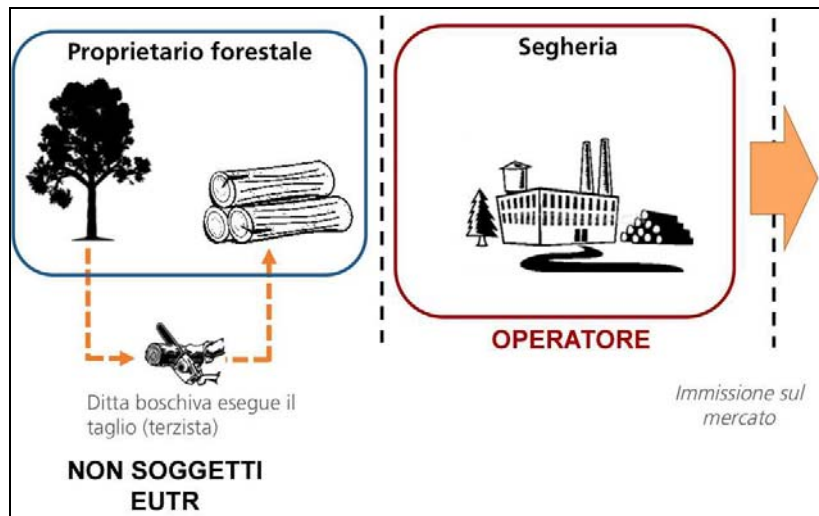 Proprietario forestale
Segheria
OPERATORE
Ditta boschiva esegue il
taglio (terzista)
NON SOGGETTI
EUTR
Immissione sul
mercato